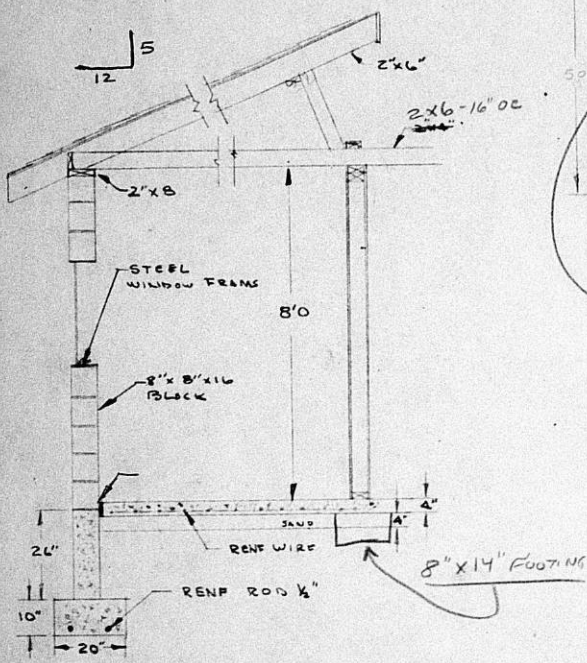 5
12
2"x6"
2x6-16" OC
2"x8
STEEL
WINDOW FRAMS
8'0
8"x 8"x16
BLOCK
4"
SAND
4"
26"
RENF WIRE
8"x14" FOOTING
RENF ROD ½"
10"
20"